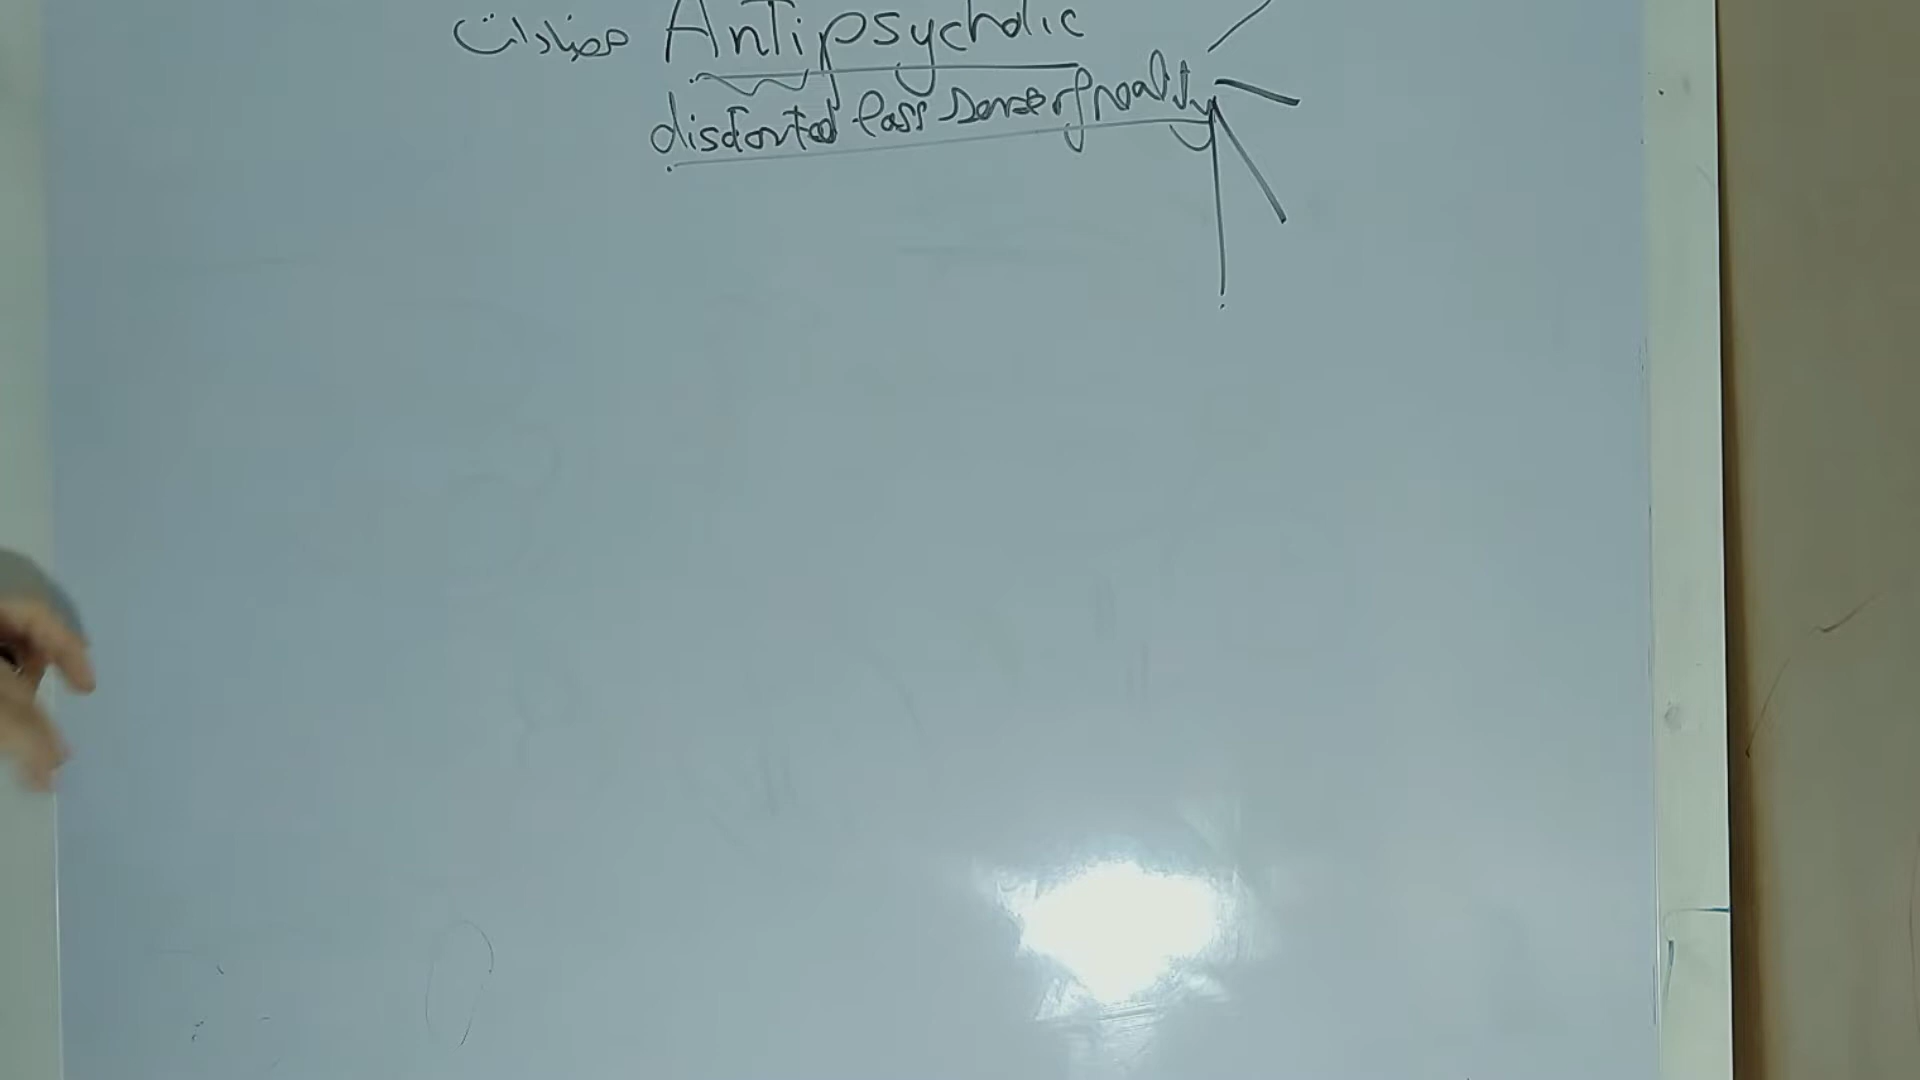 Antipsychotic مضادات
distorted loss sense of reality